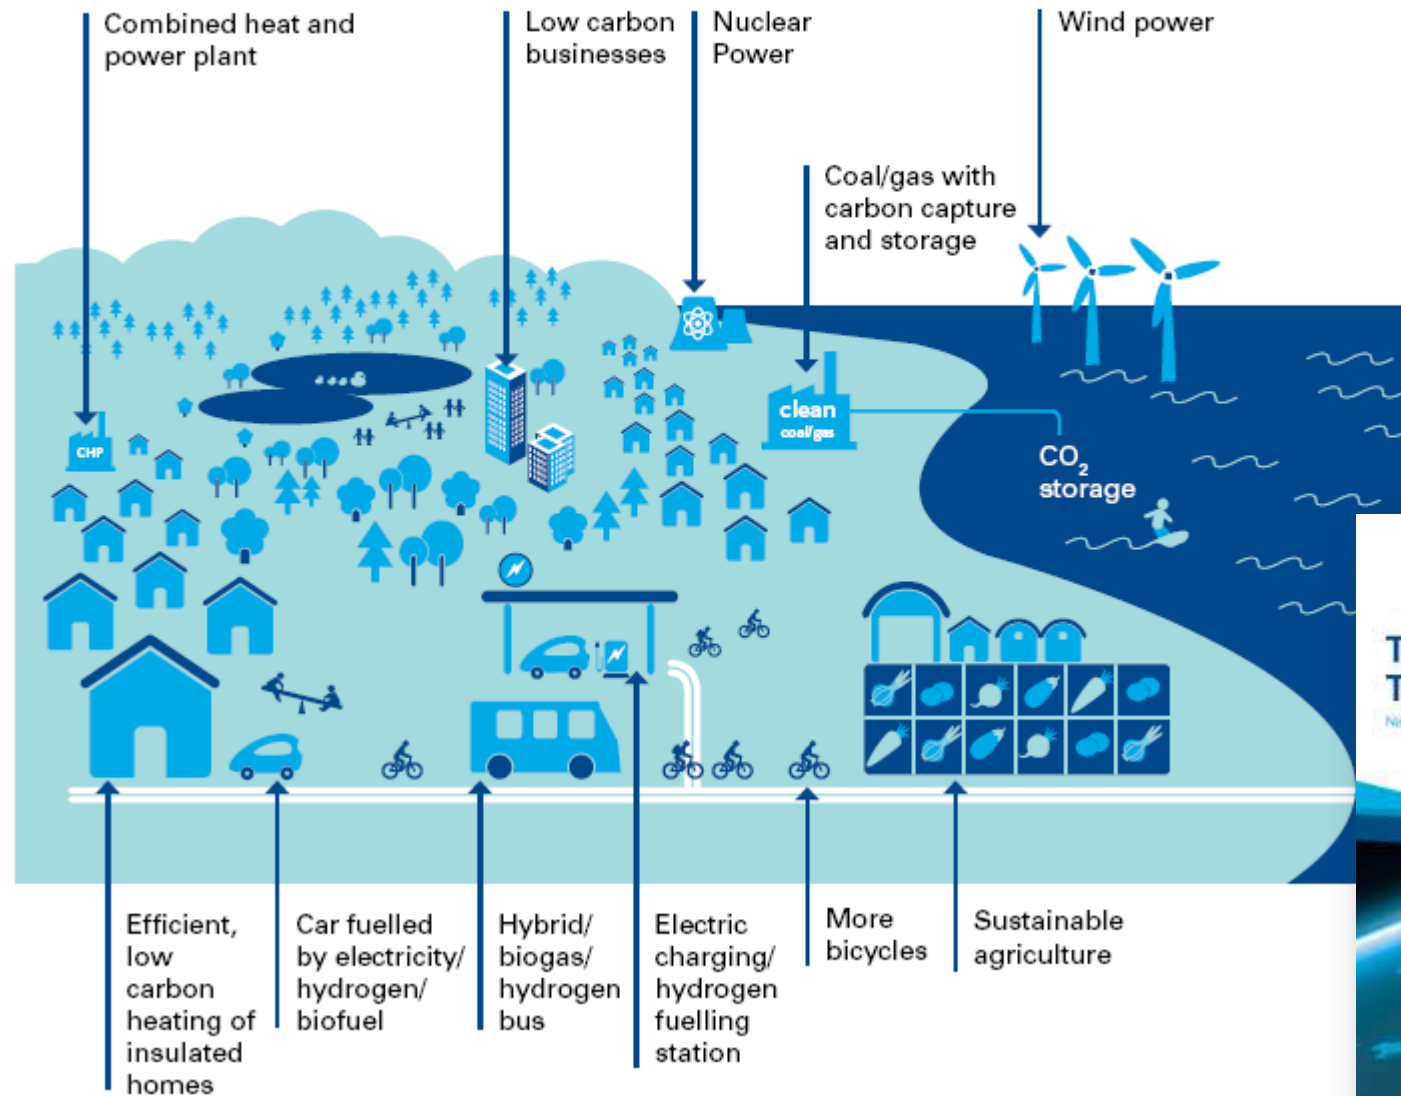 Combined heat and
power plant
Low carbon
businesses
Nuclear
Power
Wind power
Coal/gas with
carbon capture
and storage
clean
coal/gas
CHP
CO₂
storage
Efficient,
low
carbon
heating of
insulated
homes
Car fuelled
by electricity/
hydrogen/
biofuel
Hybrid/
biogas/
hydrogen
bus
Electric
charging/
hydrogen
fuelling
station
More
bicycles
Sustainable
agriculture